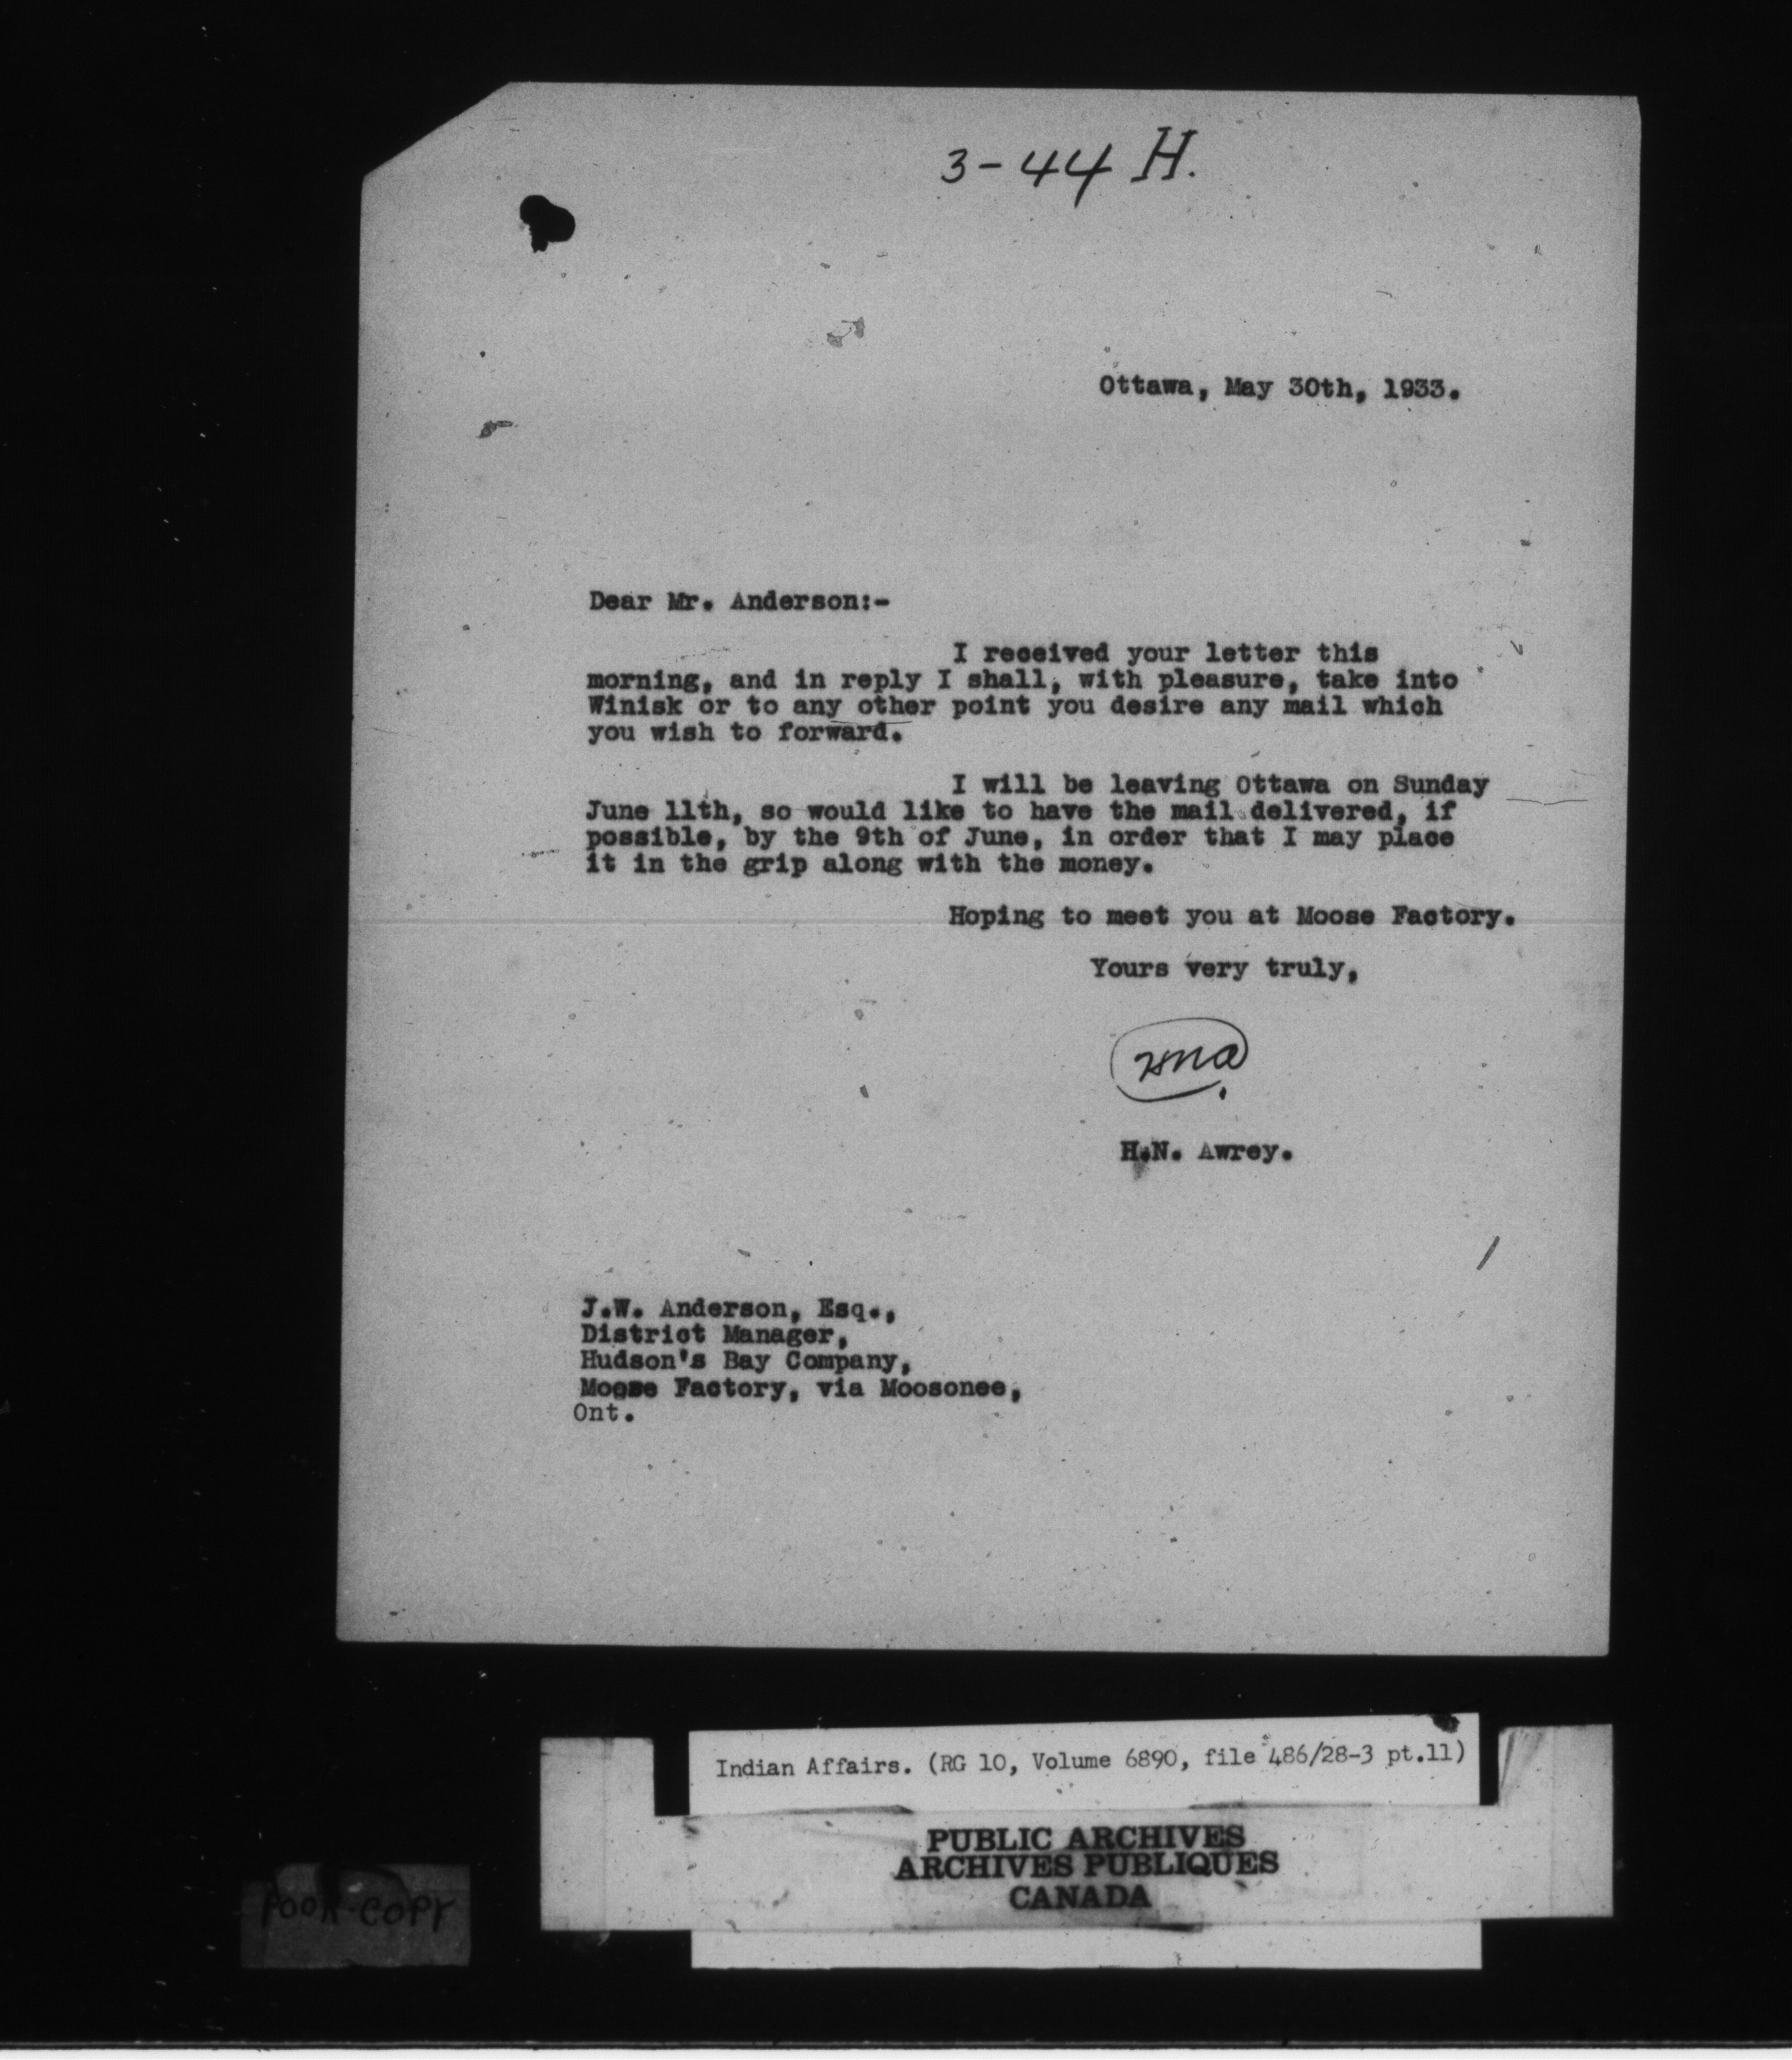 3-44 H.
Ottawa, May 30th, 1933.
Dear Mr. Anderson:-
I received your letter this
morning, and in reply I shall, with pleasure, take into
Winisk or to any other point you desire any mail which
you wish to forward.
I will be leaving Ottawa on Sunday
June 11th, so would like to have the mail delivered, if
possible, by the 9th of June, in order that I may place
it in the grip along with the money.
Hoping to meet you at Moose Factory.
Yours very truly,
H.N. Awrey.
J.W. Anderson, Esq.,
District Manager,
Hudson's Bay Company,
Moose Factory, via Moosonee,
Ont.
Indian Affairs. (RG 10, Volume 6890, file 486/28-3 pt.11)
PUBLIC ARCHIVES
ARCHIVES PUBLIQUES
CANADA
POOR COPY